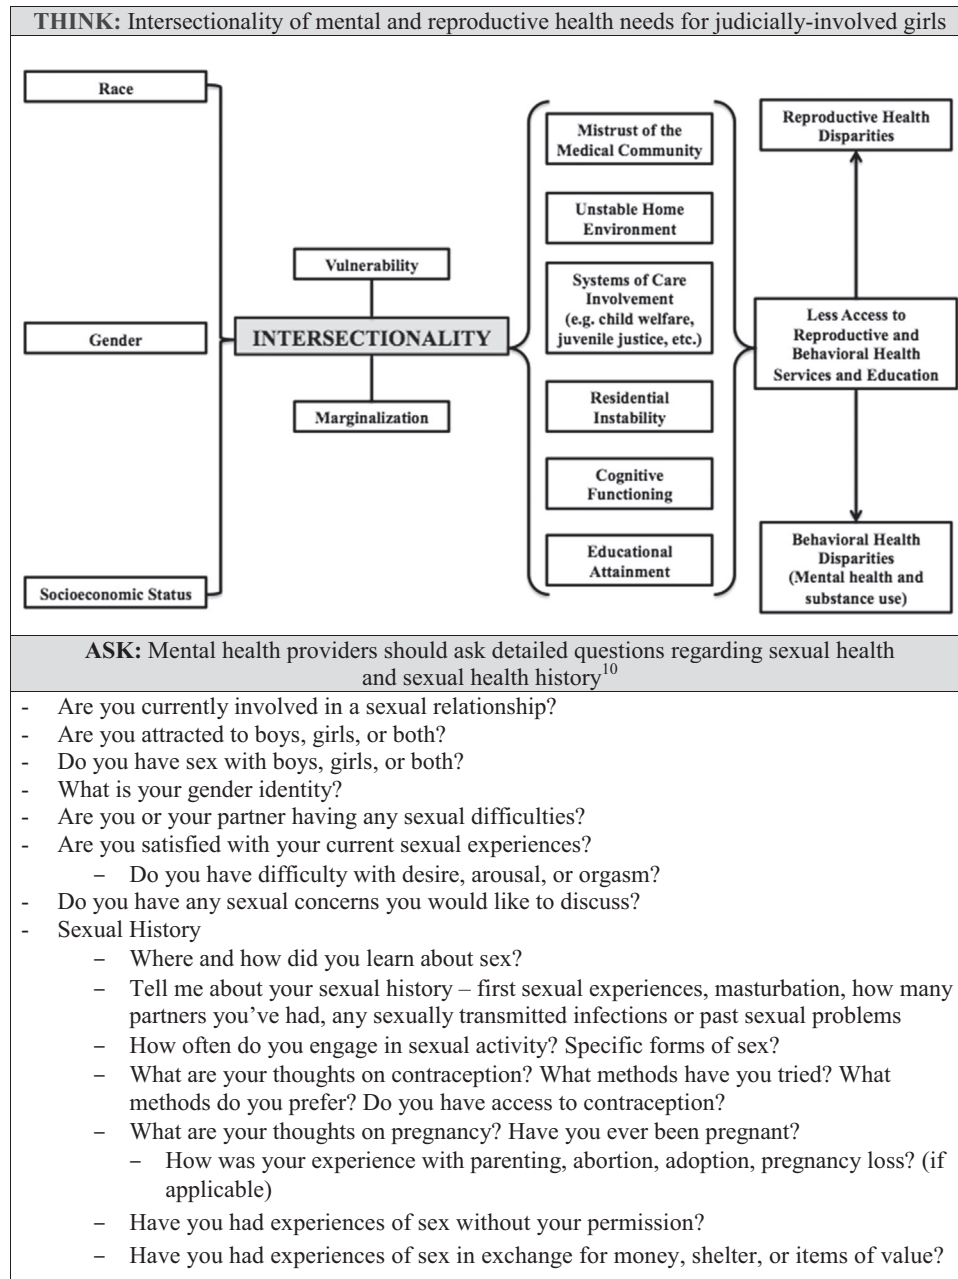 THINK: Intersectionality of mental and reproductive health needs for judicially-involved girls
Race
Gender
Socioeconomic Status
Vulnerability
INTERSECTIONALITY
Marginalization
Mistrust of the
Medical Community
Unstable Home
Environment
Systems of Care
Involvement
(e.g. child welfare,
juvenile justice, etc.)
Residential
Instability
Cognitive
Functioning
Educational
Attainment
Reproductive Health
Disparities
Less Access to
Reproductive and
Behavioral Health
Services and Education
Behavioral Health
Disparities
(Mental health and
substance use)
ASK: Mental health providers should ask detailed questions regarding sexual health
and sexual health history10
- Are you currently involved in a sexual relationship?
- Are you attracted to boys, girls, or both?
- Do you have sex with boys, girls, or both?
- What is your gender identity?
- Are you or your partner having any sexual difficulties?
- Are you satisfied with your current sexual experiences?
– Do you have difficulty with desire, arousal, or orgasm?
- Do you have any sexual concerns you would like to discuss?
- Sexual History
– Where and how did you learn about sex?
– Tell me about your sexual history – first sexual experiences, masturbation, how many
partners you've had, any sexually transmitted infections or past sexual problems
– How often do you engage in sexual activity? Specific forms of sex?
– What are your thoughts on contraception? What methods have you tried? What
methods do you prefer? Do you have access to contraception?
– What are your thoughts on pregnancy? Have you ever been pregnant?
– How was your experience with parenting, abortion, adoption, pregnancy loss? (if
applicable)
– Have you had experiences of sex without your permission?
– Have you had experiences of sex in exchange for money, shelter, or items of value?